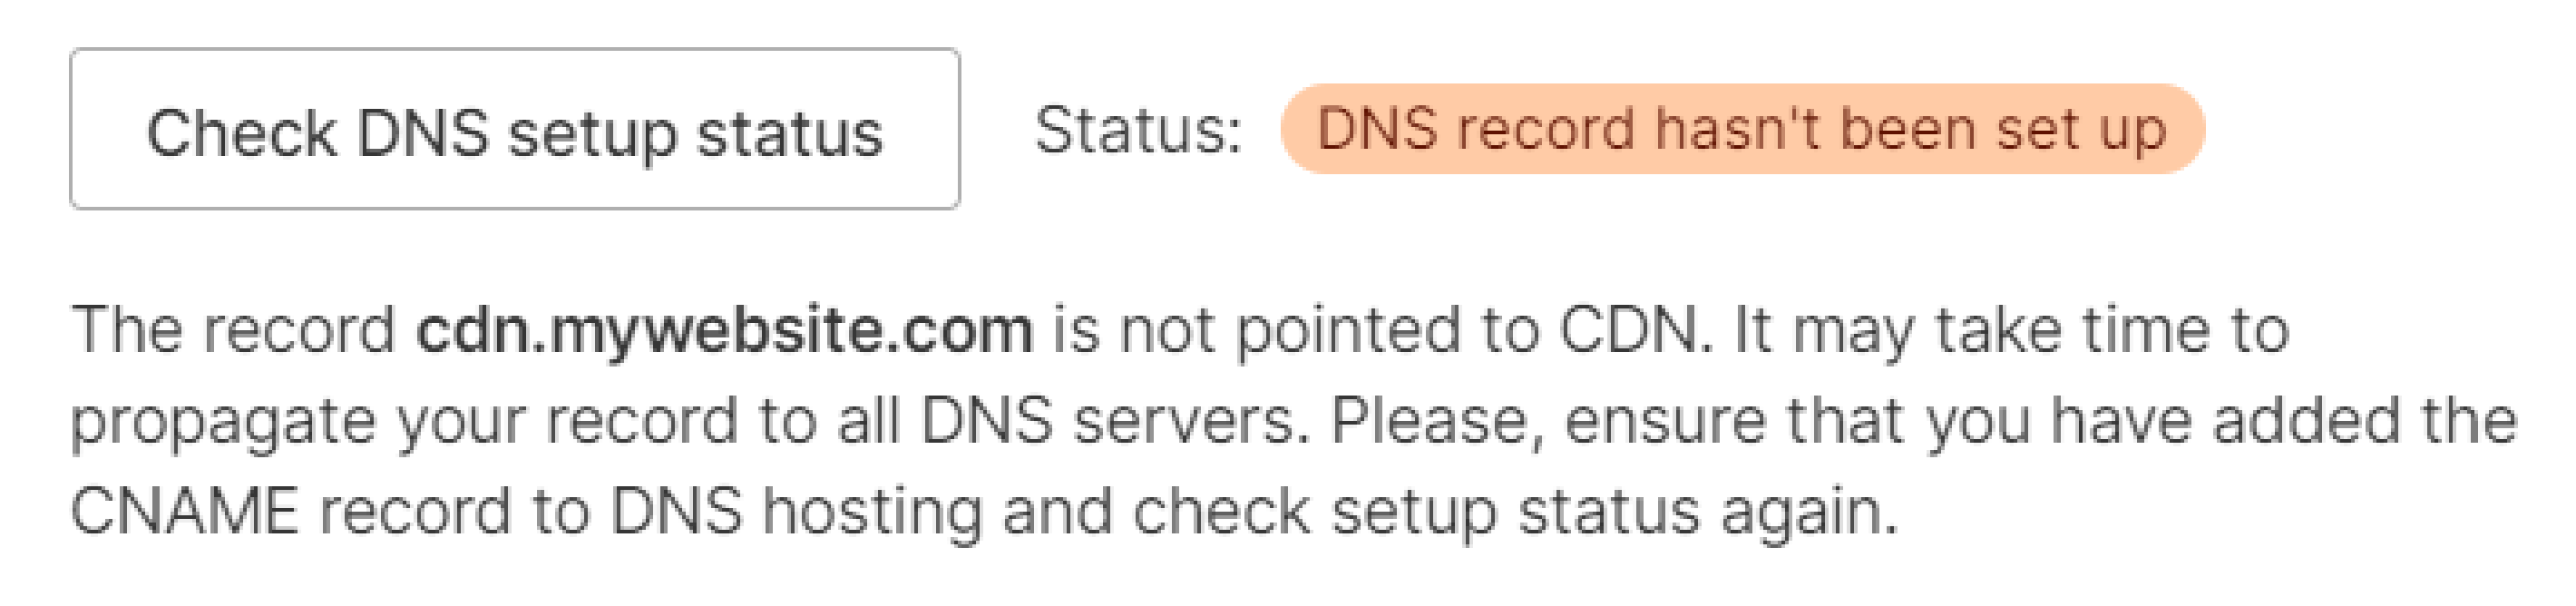 Check DNS setup status Status: DNS record hasn't been set up
The record cdn.mywebsite.com is not pointed to CDN. It may take time to
propagate your record to all DNS servers. Please, ensure that you have added the
CNAME record to DNS hosting and check setup status again.